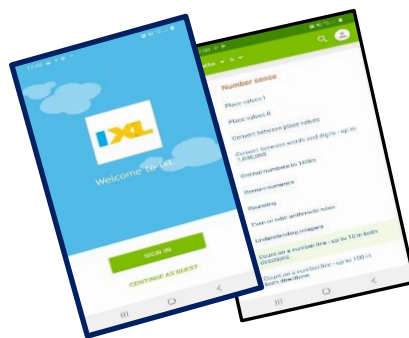 IXL
Welcome to IXL
SIGN IN
CONTINUE AS GUEST
Number sense
Place values I
Place values II
Convert between place values
Convert between words and digits - up to
1,000,000
Ordinal numbers to 100th
Roman numerals
Rounding
Even or odd: arithmetic rules
Understanding integers
Count on a number line - up to 10 in both
directions
Count on a number line - up to 100 in
both directions